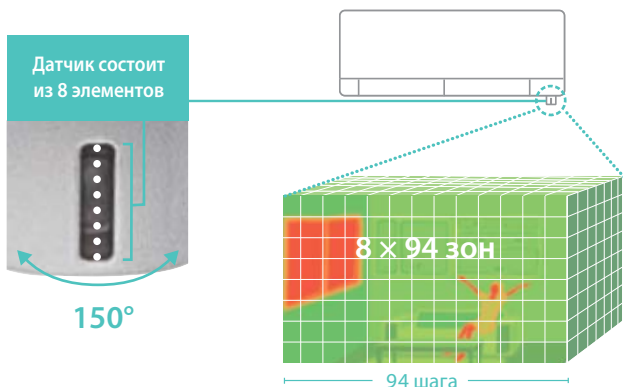 Датчик состоит
из 8 элементов
8 × 94 зон
150°
94 шага